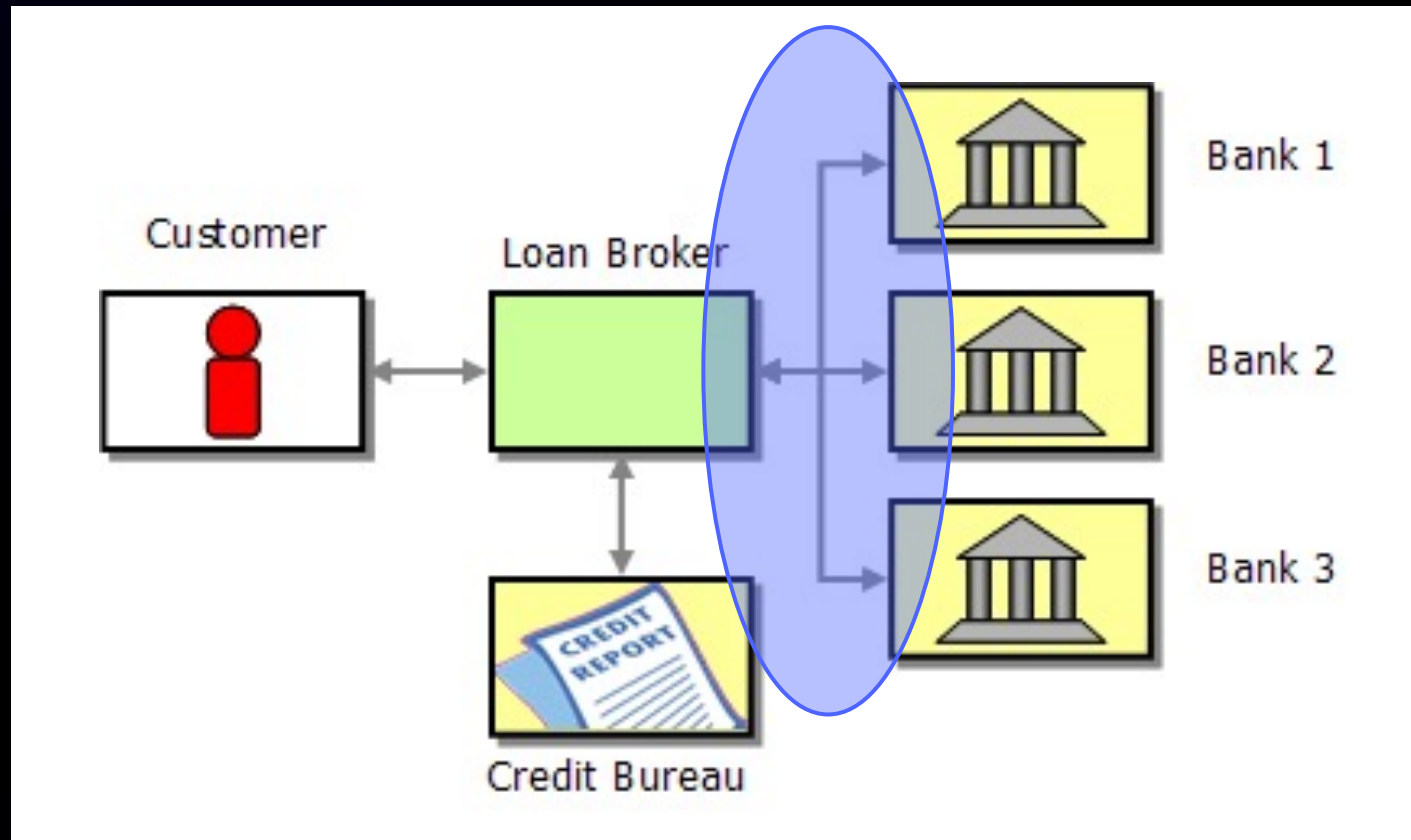 Customer
Loan Broker
Bank 1
Bank 2
Bank 3
CREDIT
REPORT
Credit Bureau